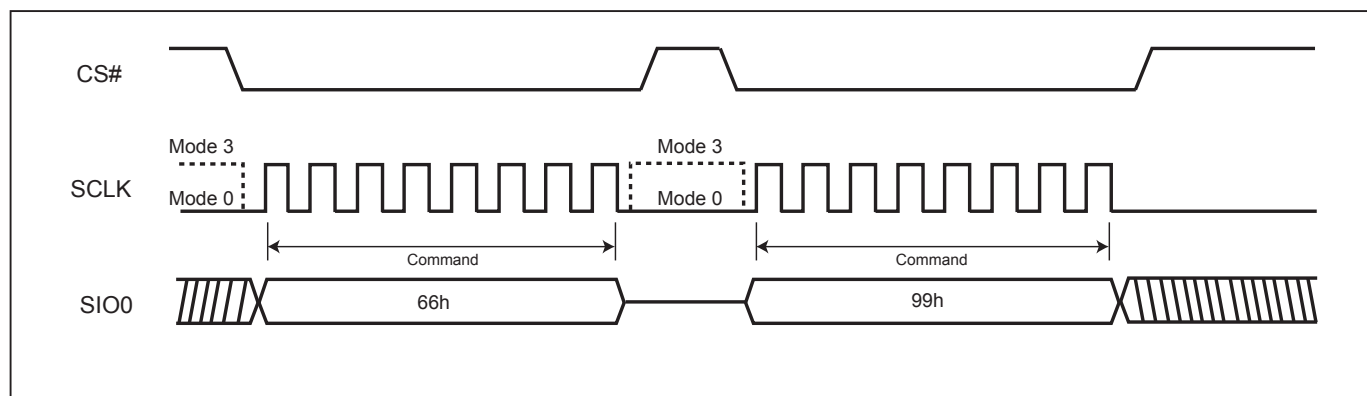 CS#
Mode 3
Mode 3
SCLK
Mode 0
Mode 0
Command
Command
SIO0
66h
99h